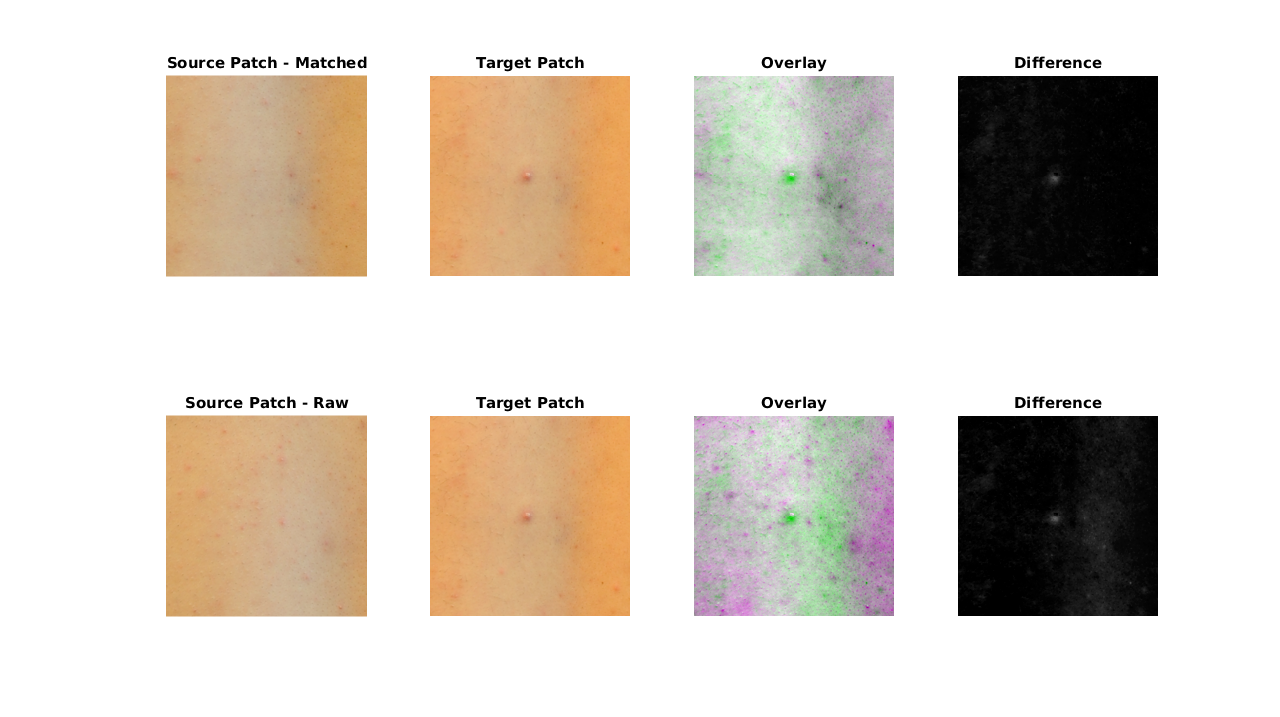 Source Patch - Matched
Target Patch
Overlay
Difference
Source Patch - Raw
Target Patch
Overlay
Difference